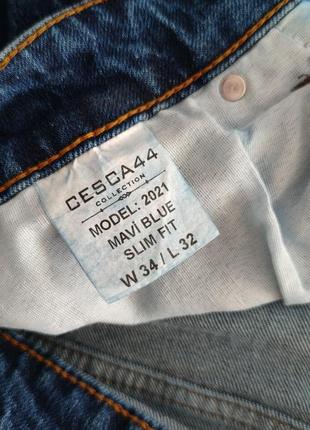 CESCA44
COLLECTION
MODEL: 2021
MAVİ BLUE
SLIM FIT
W 34 / L 32